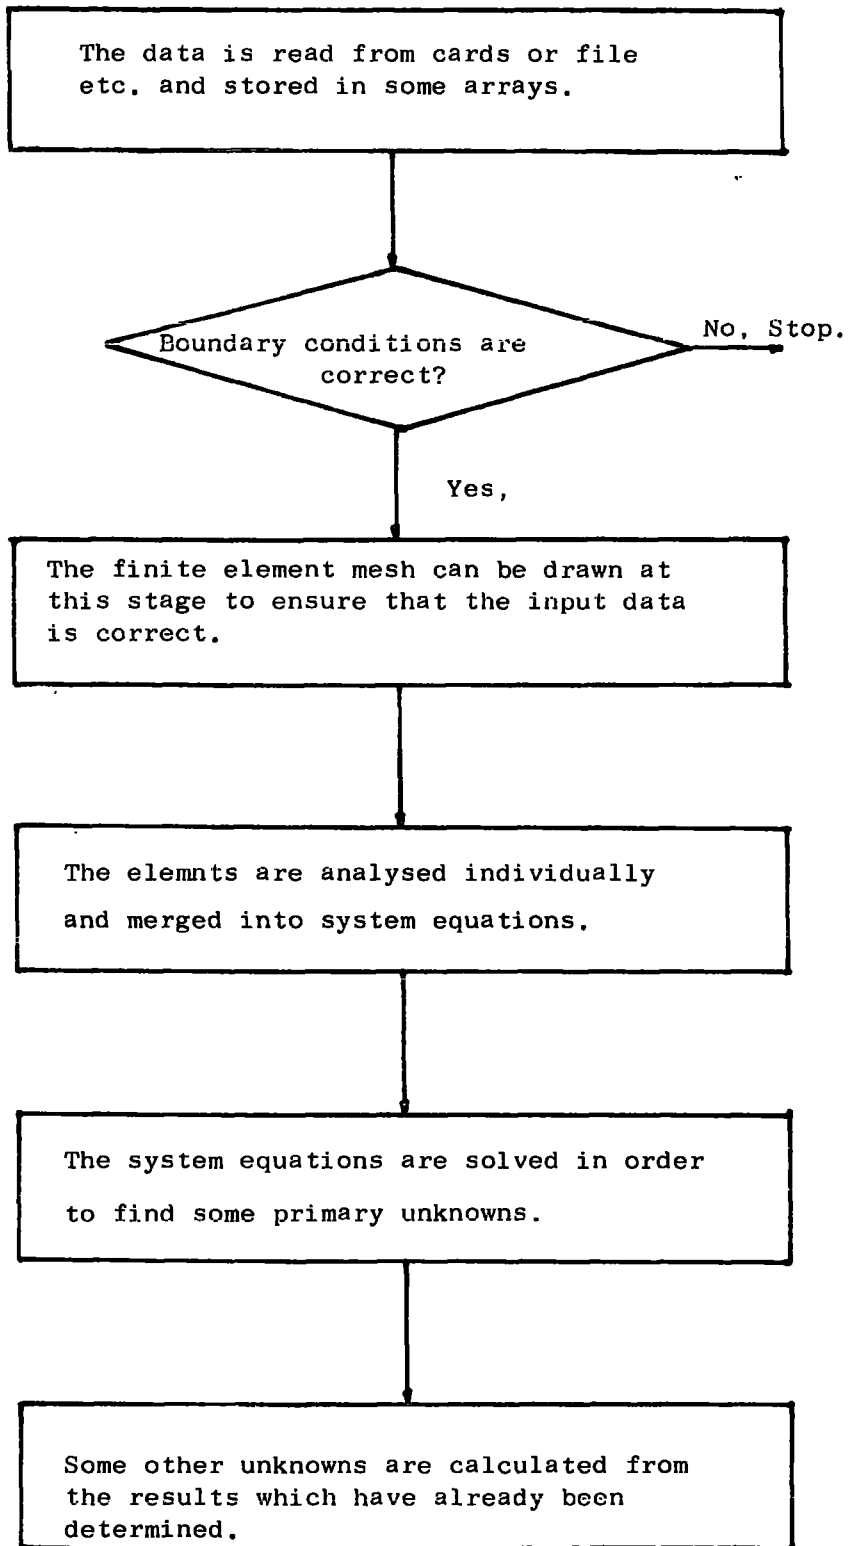 The data is read from cards or file
etc. and stored in some arrays.
Boundary conditions are
correct?
No, Stop.
Yes,
The finite element mesh can be drawn at
this stage to ensure that the input data
is correct.
The elemnts are analysed individually
and merged into system equations.
The system equations are solved in order
to find some primary unknowns.
Some other unknowns are calculated from
the results which have already been
determined.